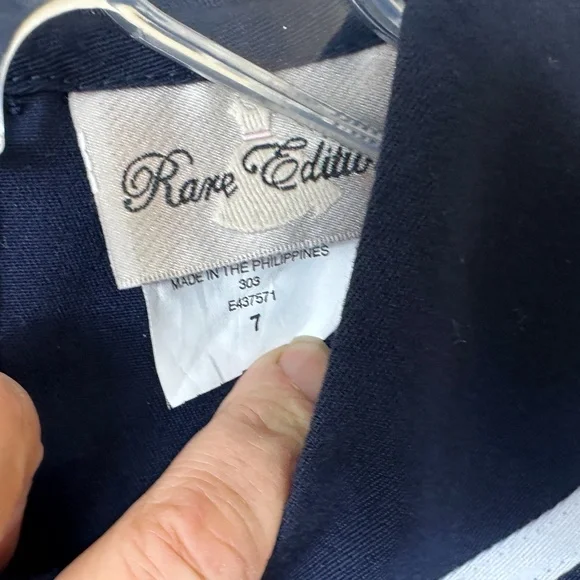 Rare Editio
MADE IN THE PHILIPPINES
303
E437571
7